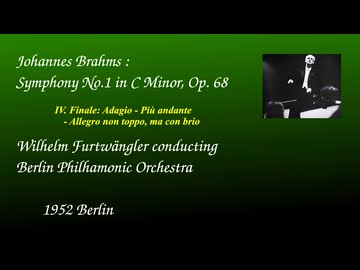 Johannes Brahms :
Symphony No.1 in C Minor, Op. 68
IV. Finale: Adagio - Più andante
- Allegro non toppo, ma con brio
Wilhelm Furtwängler conducting
Berlin Philhamonic Orchestra
1952 Berlin